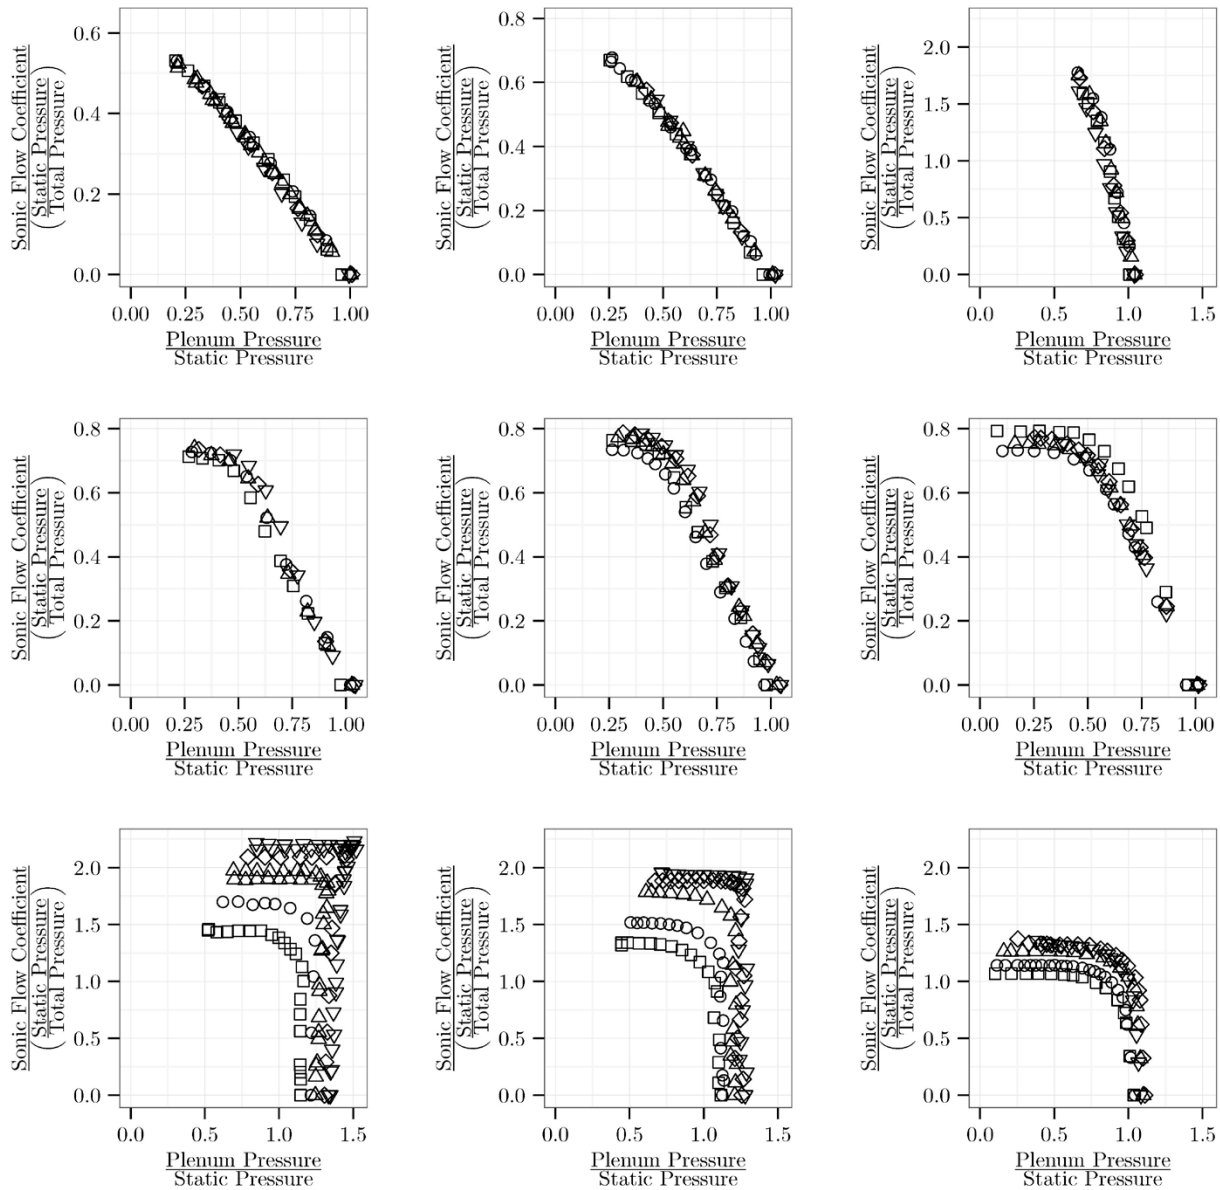 0.6
0.4
0.2
0.0
0.00 0.25 0.50 0.75 1.00
Sonic Flow Coefficient
(Static Pressure
Total Pressure)
Plenum Pressure
Static Pressure
0.8
0.6
0.4
0.2
0.0
0.00 0.25 0.50 0.75 1.00
Sonic Flow Coefficient
(Static Pressure
Total Pressure)
Plenum Pressure
Static Pressure
2.0
1.5
1.0
0.5
0.0
0.0 0.5 1.0 1.5
Sonic Flow Coefficient
(Static Pressure
Total Pressure)
Plenum Pressure
Static Pressure
0.8
0.6
0.4
0.2
0.0
0.00 0.25 0.50 0.75 1.00
Sonic Flow Coefficient
(Static Pressure
Total Pressure)
Plenum Pressure
Static Pressure
0.8
0.6
0.4
0.2
0.0
0.00 0.25 0.50 0.75 1.00
Sonic Flow Coefficient
(Static Pressure
Total Pressure)
Plenum Pressure
Static Pressure
0.8
0.6
0.4
0.2
0.0
0.00 0.25 0.50 0.75 1.00
Sonic Flow Coefficient
(Static Pressure
Total Pressure)
Plenum Pressure
Static Pressure
2.0
1.5
1.0
0.5
0.0
0.0 0.5 1.0 1.5
Sonic Flow Coefficient
(Static Pressure
Total Pressure)
Plenum Pressure
Static Pressure
2.0
1.5
1.0
0.5
0.0
0.0 0.5 1.0 1.5
Sonic Flow Coefficient
(Static Pressure
Total Pressure)
Plenum Pressure
Static Pressure
2.0
1.5
1.0
0.5
0.0
0.0 0.5 1.0 1.5
Sonic Flow Coefficient
(Static Pressure
Total Pressure)
Plenum Pressure
Static Pressure